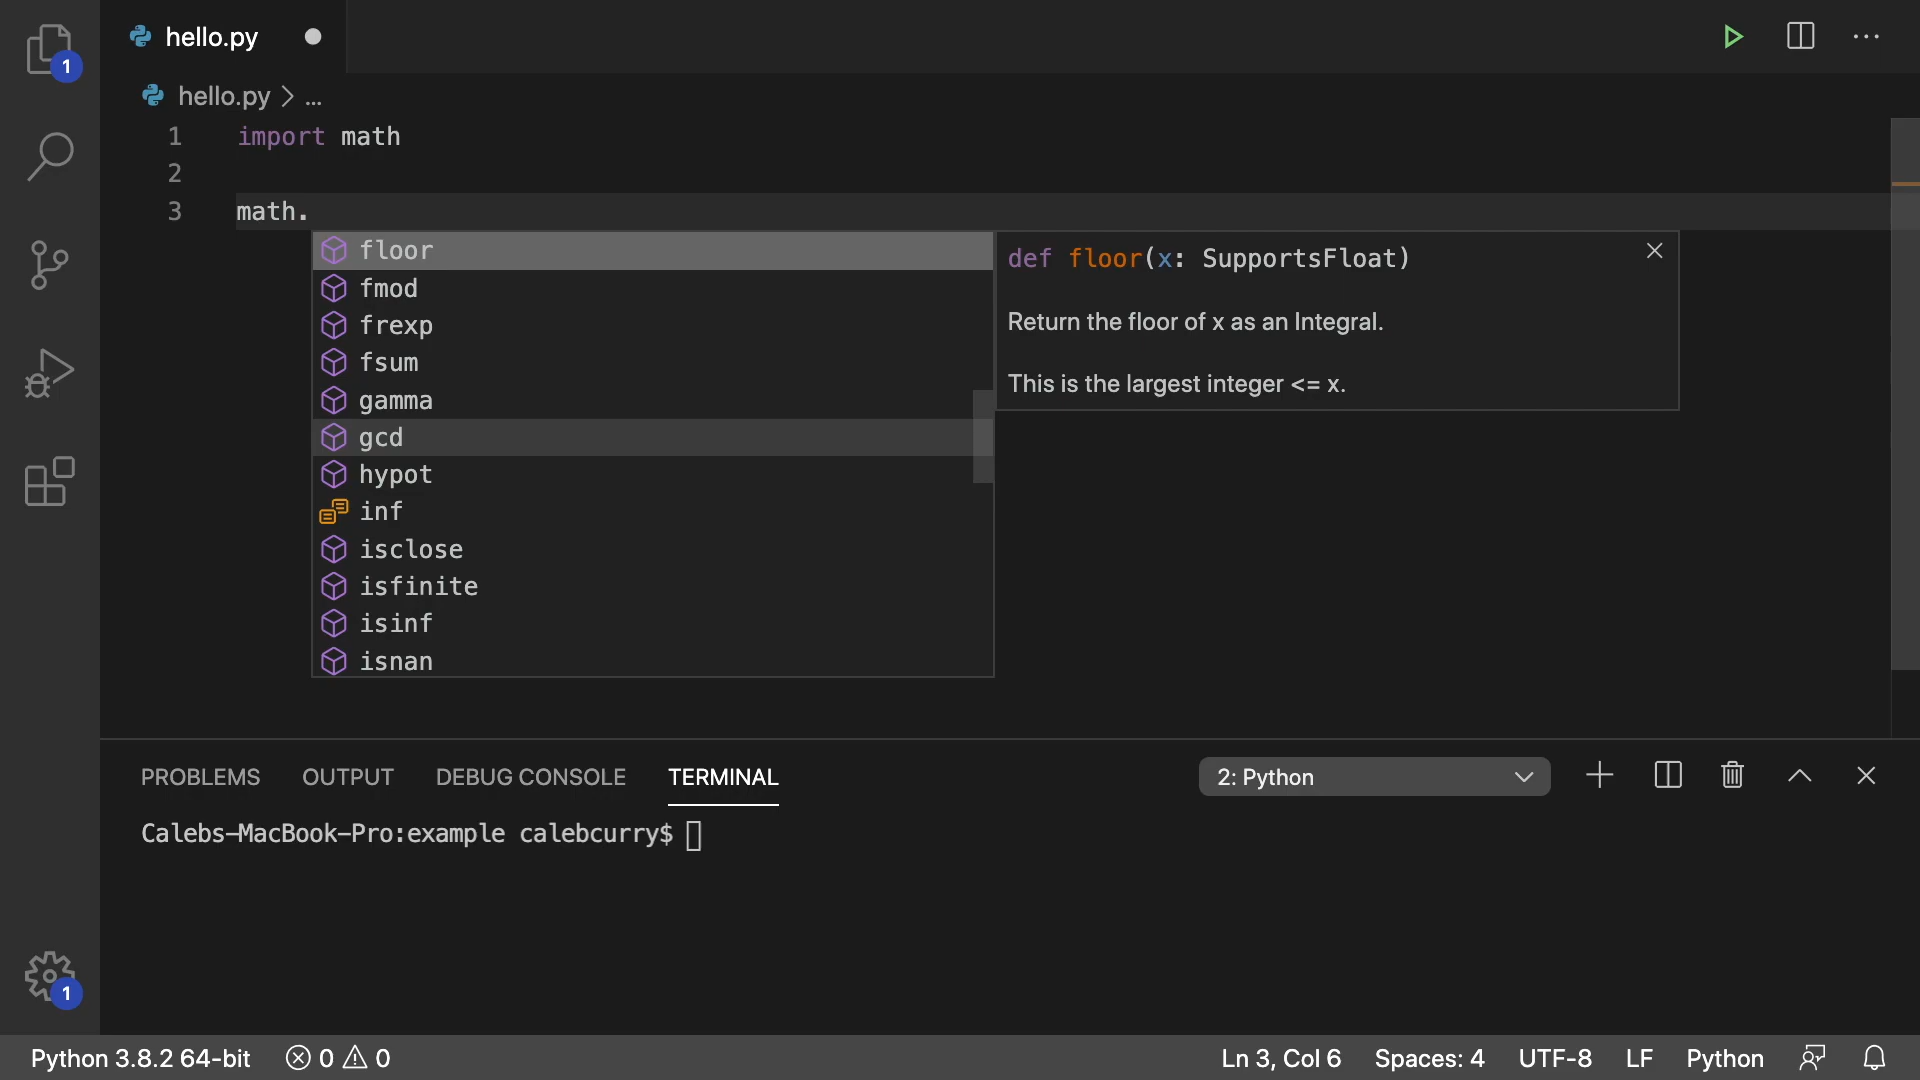 hello.py
1
hello.py > ...
1 import math
2
3 math.
floor
fmod
frexp
fsum
gamma
gcd
hypot
inf
isclose
isfinite
isinf
isnan
def floor(x: SupportsFloat)
Return the floor of x as an Integral.
This is the largest integer <= x.
PROBLEMS OUTPUT DEBUG CONSOLE TERMINAL 2: Python
Calebs-MacBook-Pro:example calebcurry$
1
Python 3.8.2 64-bit 0 0 Ln 3, Col 6 Spaces: 4 UTF-8 LF Python